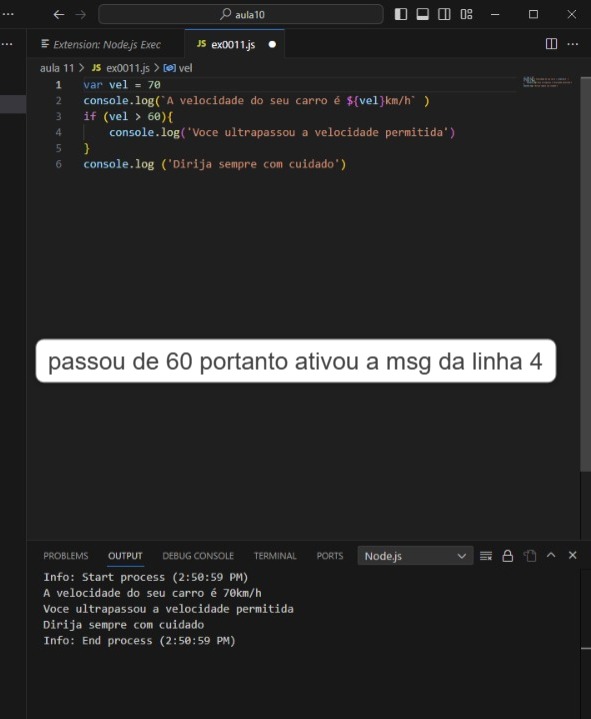 aula10
Extension: Node.js Exec
JS ex0011.js
aula 11 > JS ex0011.js > vel
1 var vel = 70
2 console.log(`A velocidade do seu carro é ${vel}km/h` )
3 if (vel > 60){
4 console.log('Voce ultrapassou a velocidade permitida')
5 }
6 console.log ('Dirija sempre com cuidado')
passou de 60 portanto ativou a msg da linha 4
PROBLEMS OUTPUT DEBUG CONSOLE TERMINAL PORTS Node.js
Info: Start process (2:50:59 PM)
A velocidade do seu carro é 70km/h
Voce ultrapassou a velocidade permitida
Dirija sempre com cuidado
Info: End process (2:50:59 PM)